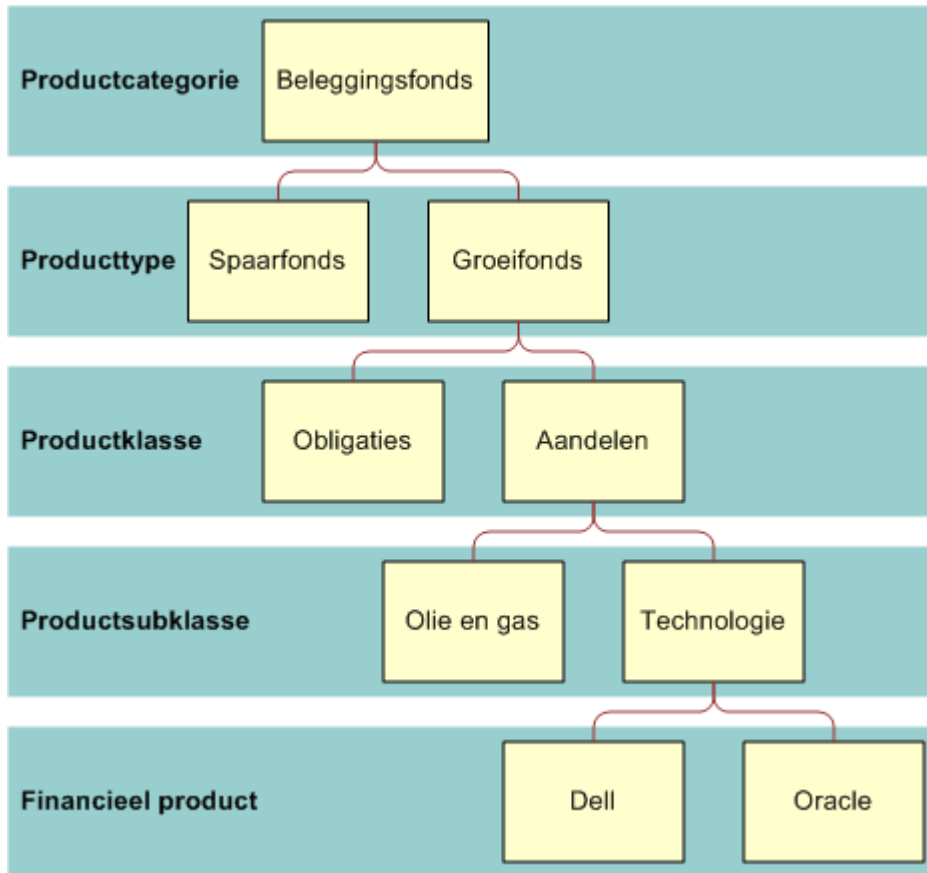 Productcategorie
Beleggingsfonds
Producttype
Spaarfonds
Groeifonds
Productklasse
Obligaties
Aandelen
Productsubklasse
Olie en gas
Technologie
Financieel product
Dell
Oracle